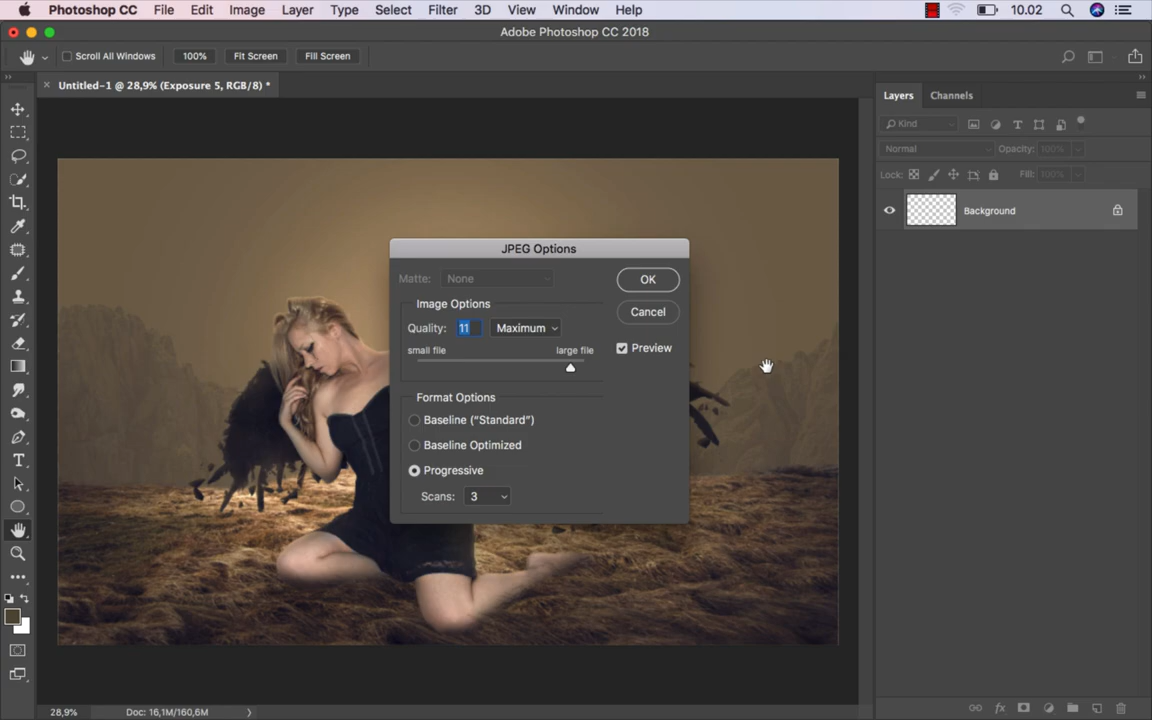 Photoshop CC File Edit Image Layer Type Select Filter 3D View Window Help 10.02
Adobe Photoshop CC 2018
Scroll All Windows 100% Fit Screen Fill Screen
Untitled-1 @ 28,9% (Exposure 5, RGB/8) *
Layers Channels
Kind
Normal Opacity: 100%
Lock: Fill: 100%
Background
JPEG Options
Matte: None
OK
Image Options
Cancel
Quality: 11 Maximum
Preview
small file large file
Format Options
Baseline (“Standard”)
Baseline Optimized
Progressive
Scans: 3
28,9% Doc: 16,1M/160,6M